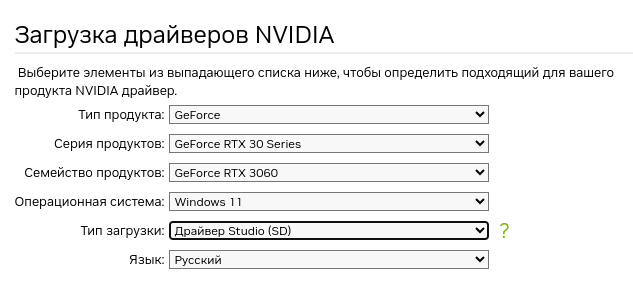 Загрузка драйверов NVIDIA
Выберите элементы из выпадающего списка ниже, чтобы определить подходящий для вашего
продукта NVIDIA драйвер.
Тип продукта: GeForce
Серия продуктов: GeForce RTX 30 Series
Семейство продуктов: GeForce RTX 3060
Операционная система: Windows 11
Тип загрузки: Драйвер Studio (SD) ?
Язык: Русский